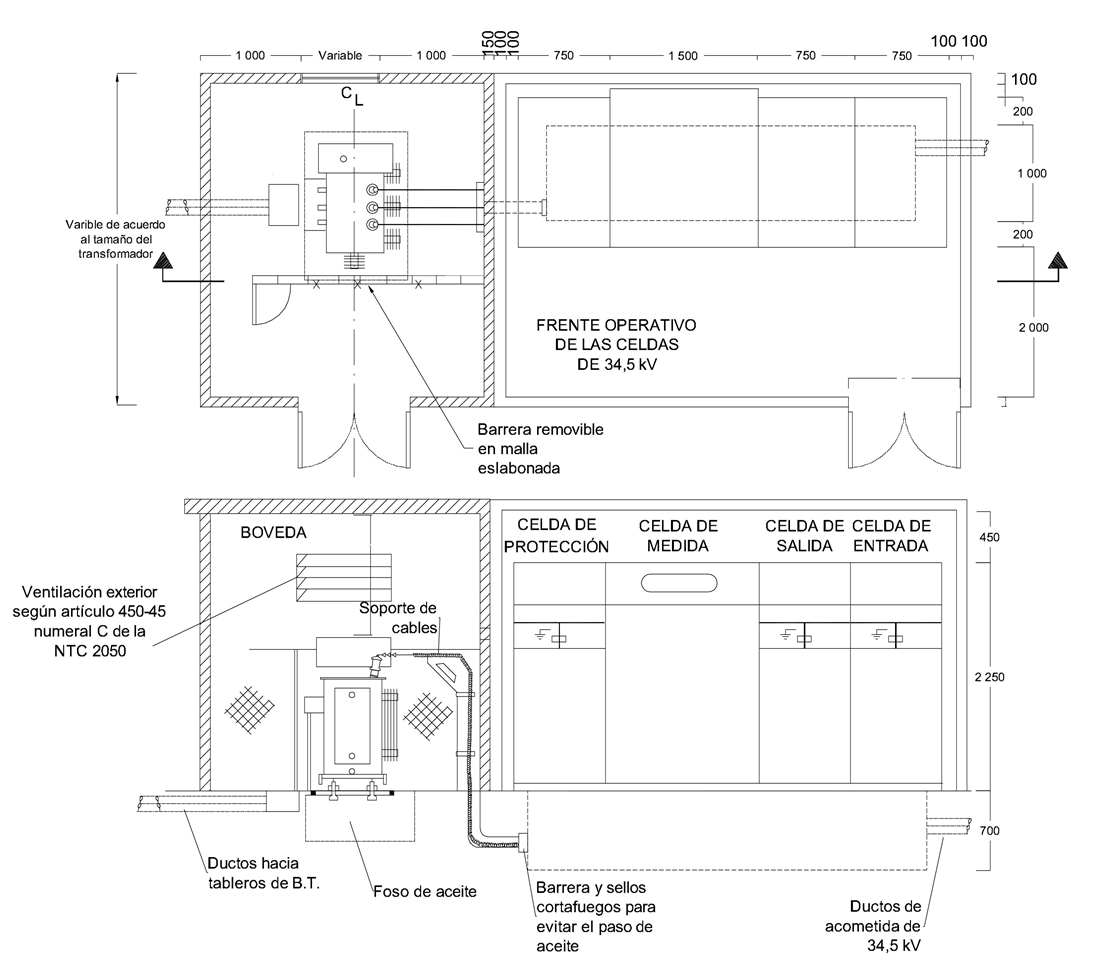 1 000 Variable 1 000 150 100 100 750 1 500 750 750 100 100
100
200
1 000
200
2 000
C L
Varible de acuerdo
al tamaño del
transformador
X X X
FRENTE OPERATIVO
DE LAS CELDAS
DE 34,5 kV
Barrera removible
en malla
eslabonada
BOVEDA
CELDA DE
PROTECCIÓN
CELDA DE
MEDIDA
CELDA DE
SALIDA
CELDA DE
ENTRADA
450
2 250
700
Ventilación exterior
según artículo 450-45
numeral C de la
NTC 2050
Soporte de
cables
Ductos hacia
tableros de B.T.
Foso de aceite
Barrera y sellos
cortafuegos para
evitar el paso de
aceite
Ductos de
acometida de
34,5 kV